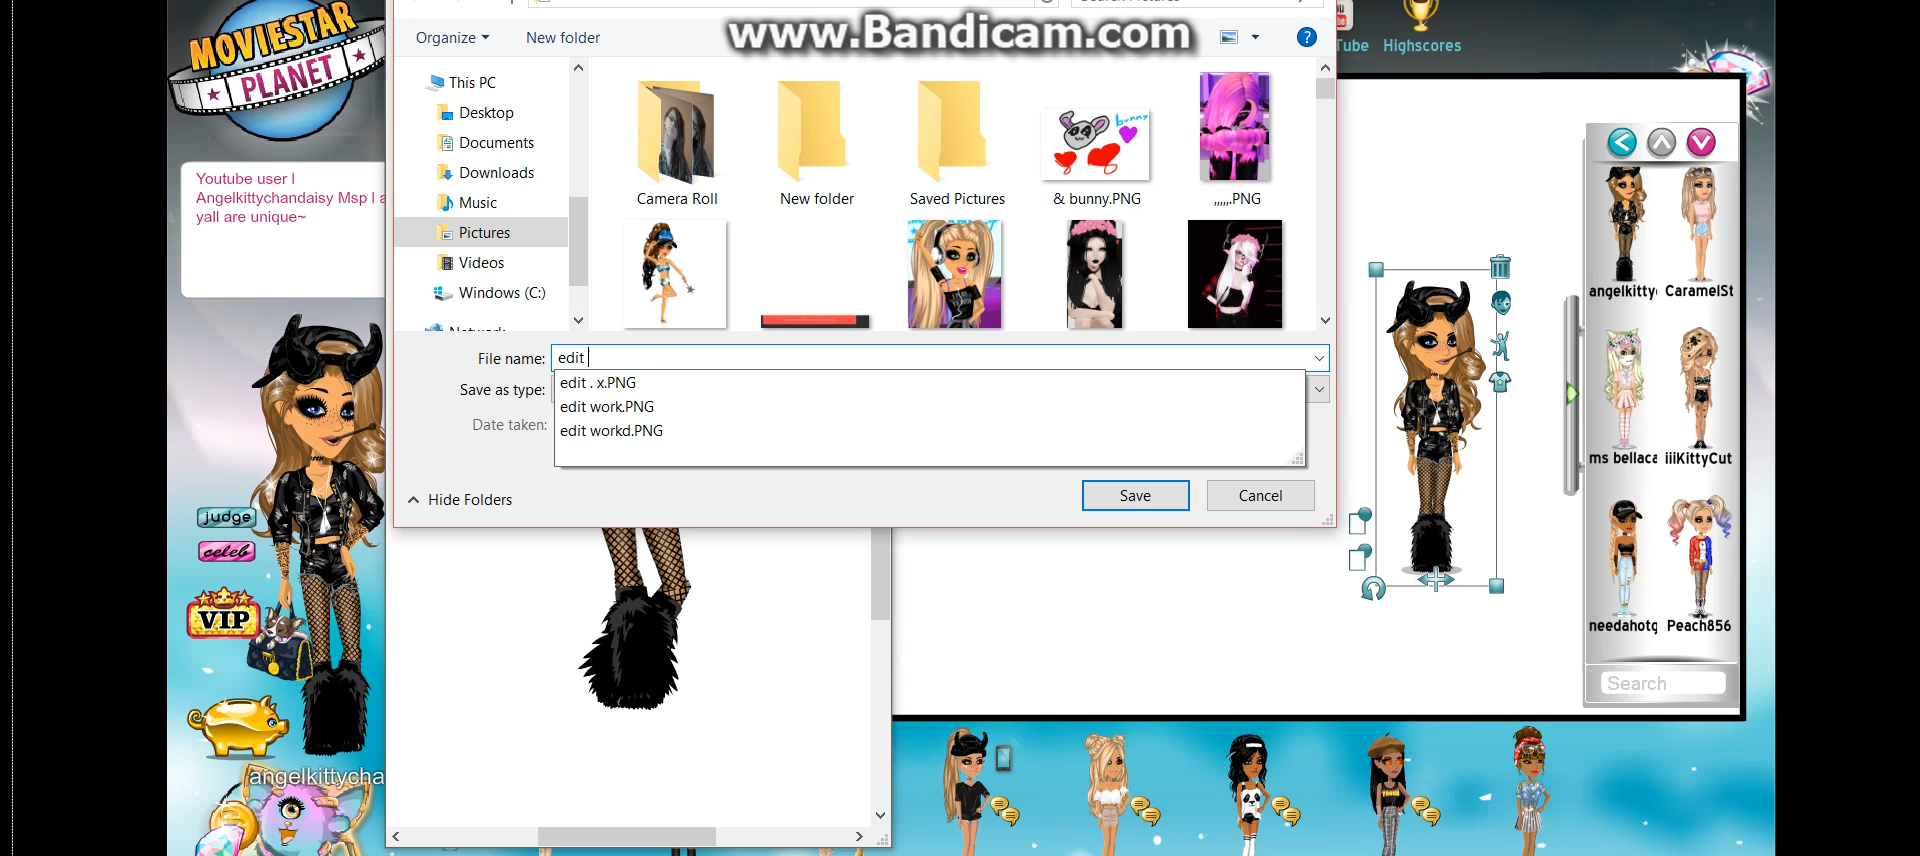 MOVIESTAR
PLANET
www.Bandicam.com
Organize
New folder
Tube
Highscores
Youtube user I
Angelkittychandaisy Msp I a
yall are unique~
This PC
Desktop
Documents
Downloads
Music
Pictures
Videos
Windows (C:)
Camera Roll
New folder
Saved Pictures
& bunny.PNG
,,,,,,.PNG
bunny
File name:
edit
Save as type:
Date taken:
edit . x.PNG
edit work.PNG
edit workd.PNG
Hide Folders
Save
Cancel
judge
celeb
VIP
angelkittycha
angelkitty
CaramelSt
ms bellaca
iiiKittyCut
needahotg
Peach856
Search